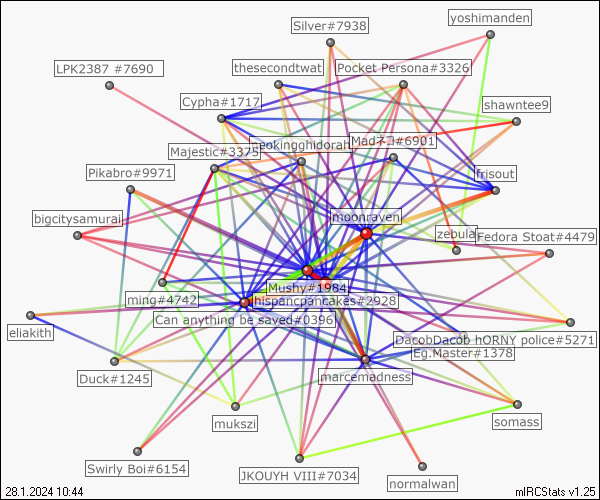 yoshimanden
Silver#7938
LPK2387 #7690
thesecondtwat
Pocket Persona#3326
Cypha#1717
shawntee9
Majestic#3375
neokingghidorah
Madネコ#6901
Pikabro#9971
frisout
bigcitysamurai
moonraven
zebula
Fedora Stoat#4479
Mushy#1984
ming#4742
hispancpancakes#2928
Can anything be saved#0396
eliakith
DacobDacob hORNY police#5271
Eg.Master#1378
Duck#1245
marcemadness
mukszi
somass
Swirly Boi#6154
JKOUYH VIII#7034
normalwan
28.1.2024 10:44
mIRCStats v1.25